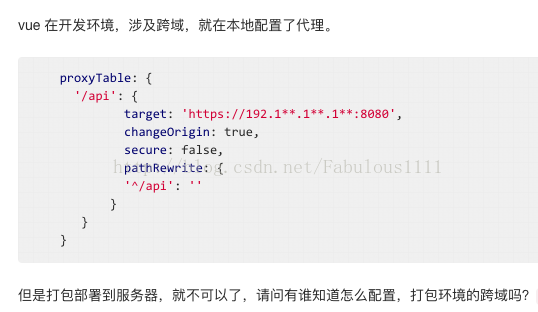 vue 在开发环境，涉及跨域，就在本地配置了代理。
proxyTable: {
'/api': {
target: 'https://192.1**.1**.1**:8080',
changeOrigin: true,
secure: false,
http://blog.csdn.net/Fabulous1111
pathRewrite: {
'^/api': ''
}
}
}
但是打包部署到服务器，就不可以了，请问有谁知道怎么配置，打包环境的跨域吗？